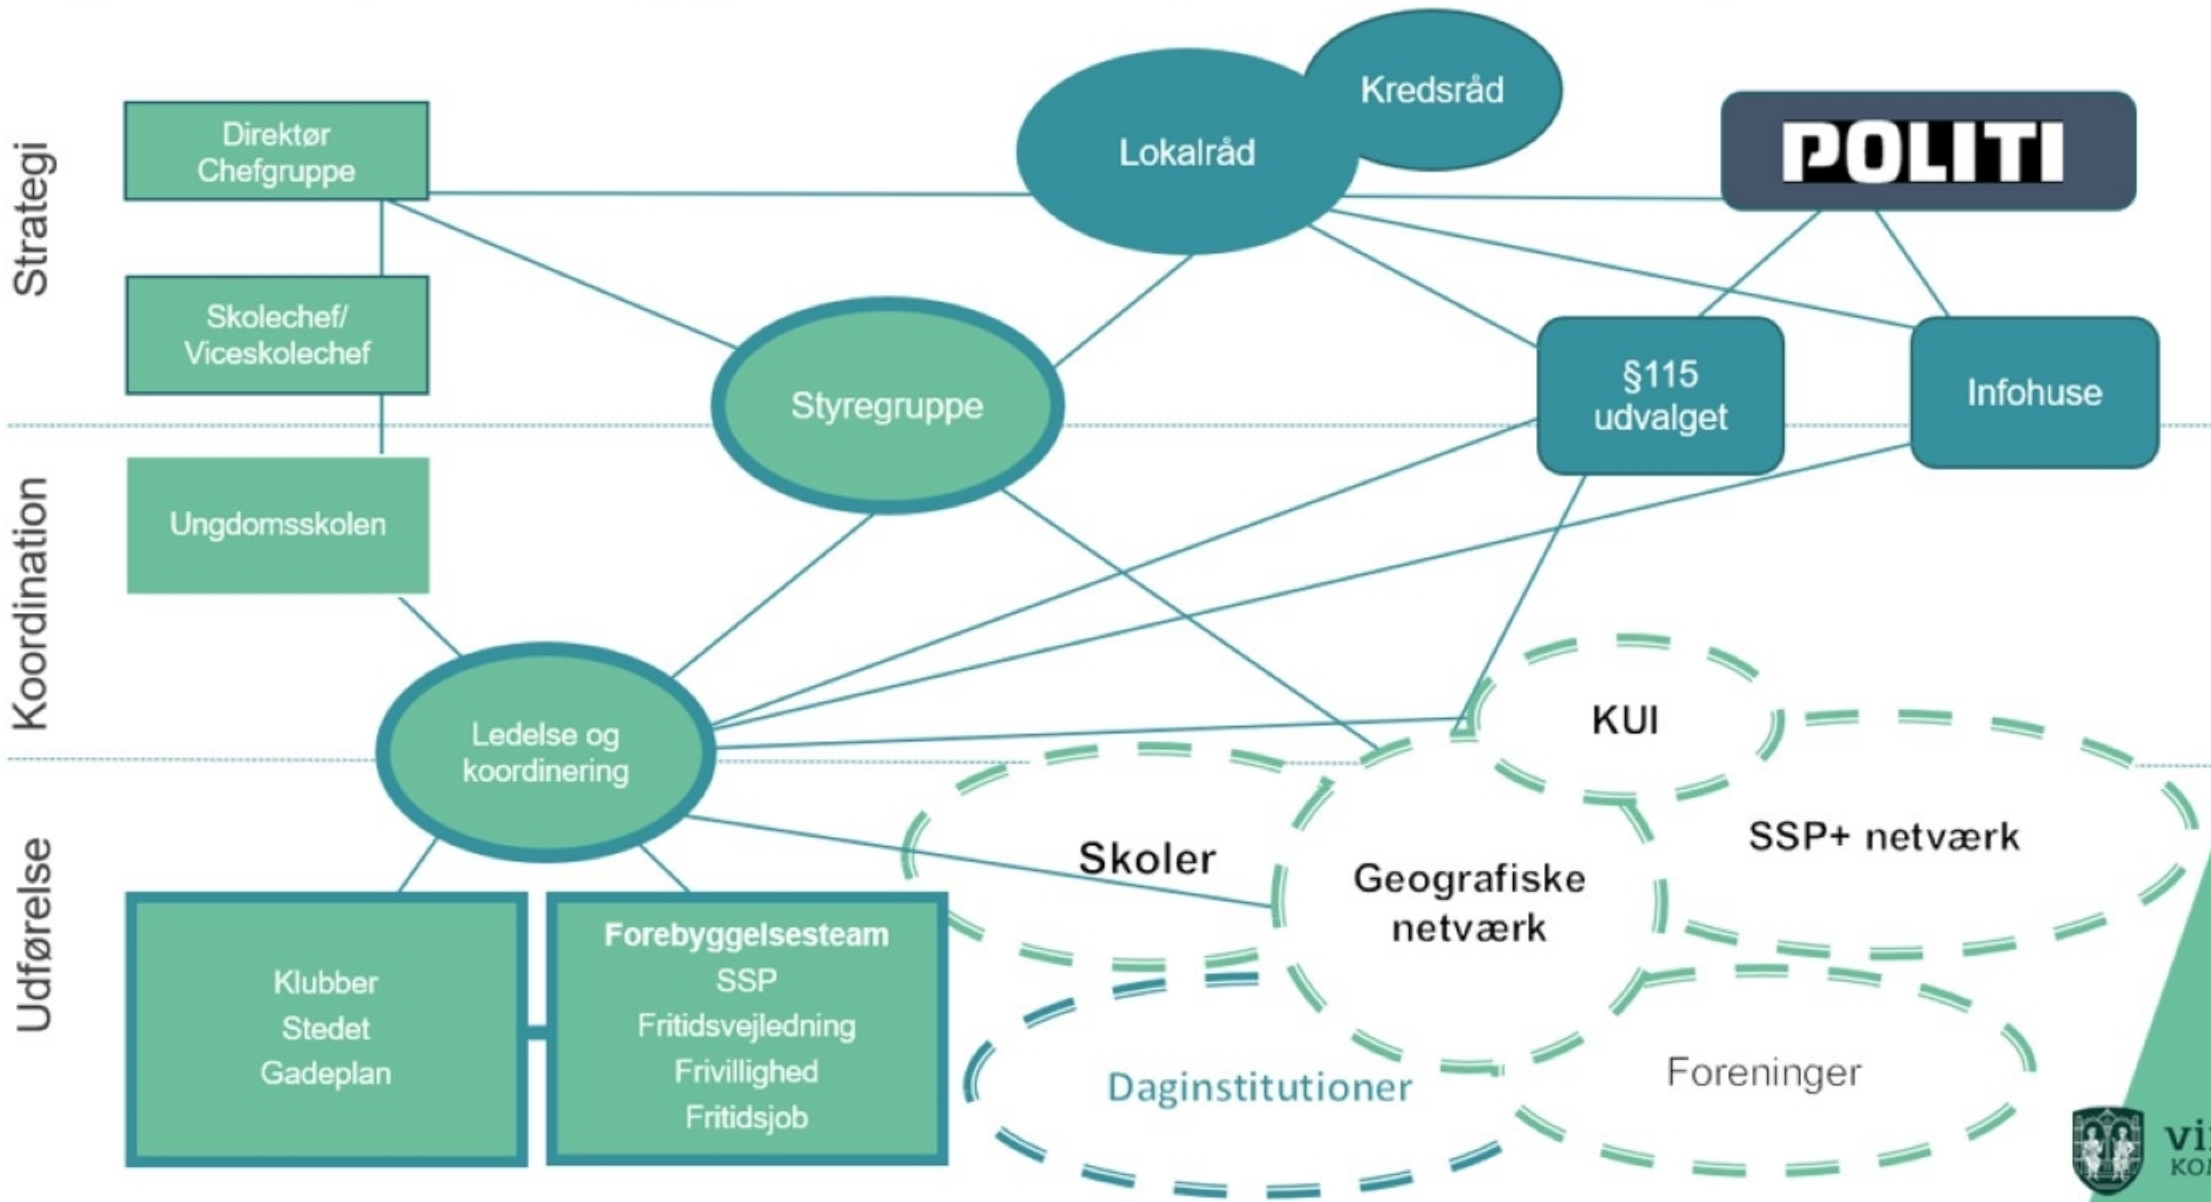 Strategi
Direktør
Chefgruppe
Lokalråd
Kredsråd
POLITI
Skolechef/
Viceskolechef
Styregruppe
§115
udvalget
Infohuse
Koordination
Ungdomsskolen
Ledelse og
koordinering
KUI
Udførelse
Skoler
Geografiske
netværk
SSP+ netværk
Klubber
Stedet
Gadeplan
Forebyggelsesteam
SSP
Fritidsvejledning
Frivillighed
Fritidsjob
Daginstitutioner
Foreninger